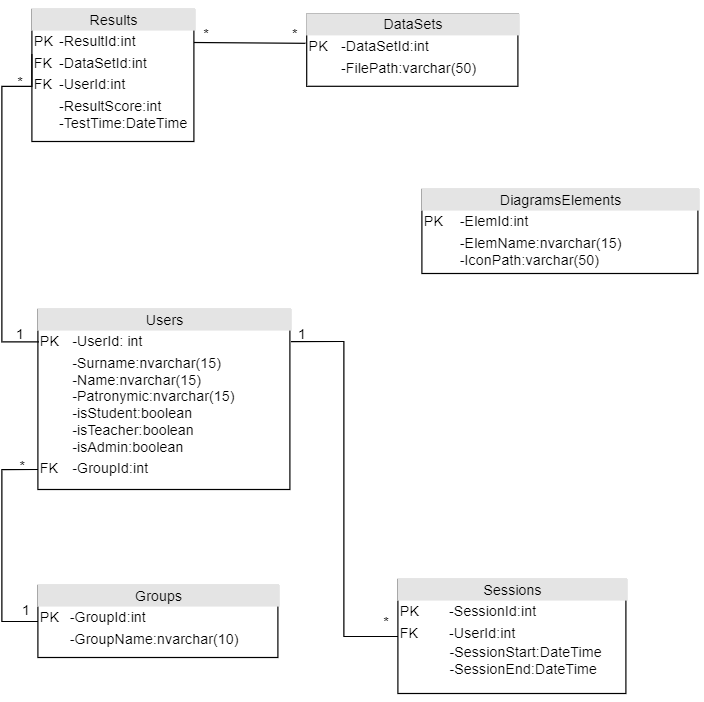 Results
PK -ResultId:int
FK -DataSetId:int
FK -UserId:int
-ResultScore:int
-TestTime:DateTime
*
*
DataSets
PK -DataSetId:int
-FilePath:varchar(50)
*
DiagramsElements
PK -ElemId:int
-ElemName:nvarchar(15)
-IconPath:varchar(50)
1
Users
PK -UserId: int
-Surname:nvarchar(15)
-Name:nvarchar(15)
-Patronymic:nvarchar(15)
-isStudent:boolean
-isTeacher:boolean
-isAdmin:boolean
FK -GroupId:int
1
*
Groups
1
PK -GroupId:int
-GroupName:nvarchar(10)
Sessions
PK -SessionId:int
*
FK -UserId:int
-SessionStart:DateTime
-SessionEnd:DateTime